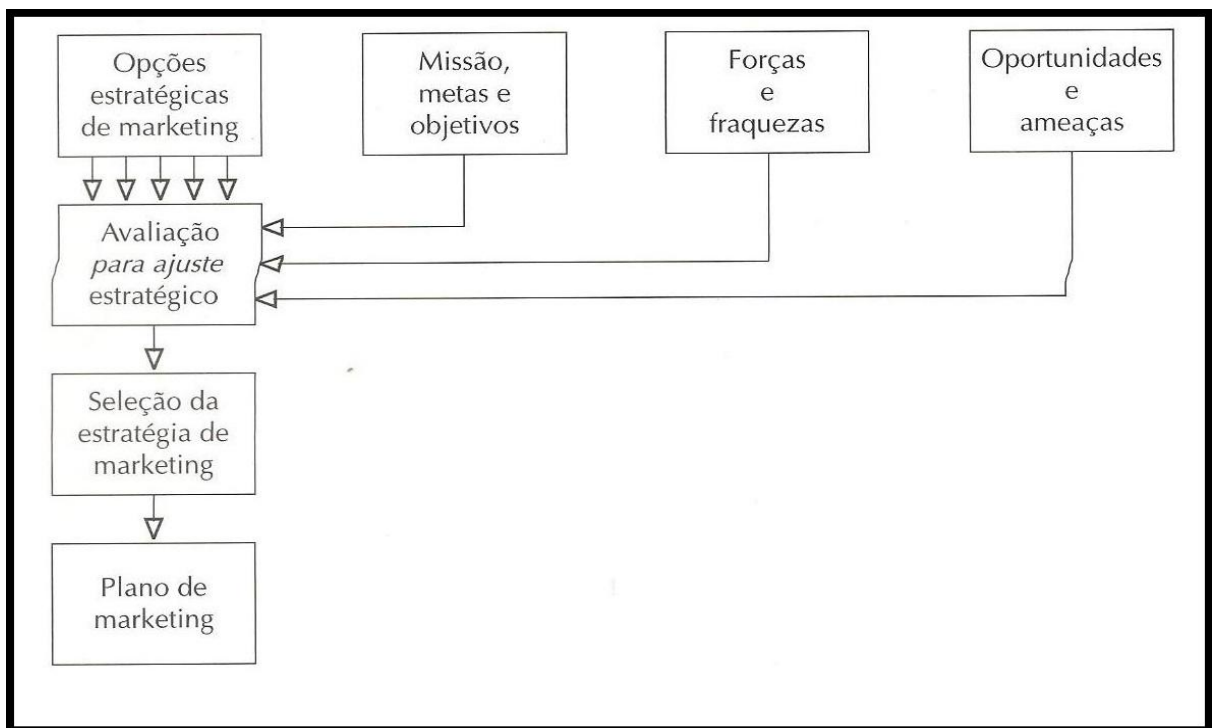 Opções
estratégicas
de marketing
Missão,
metas e
objetivos
Forças
e
fraquezas
Oportunidades
e
ameaças
Avaliação
para ajuste
estratégico
Seleção da
estratégia de
marketing
Plano de
marketing